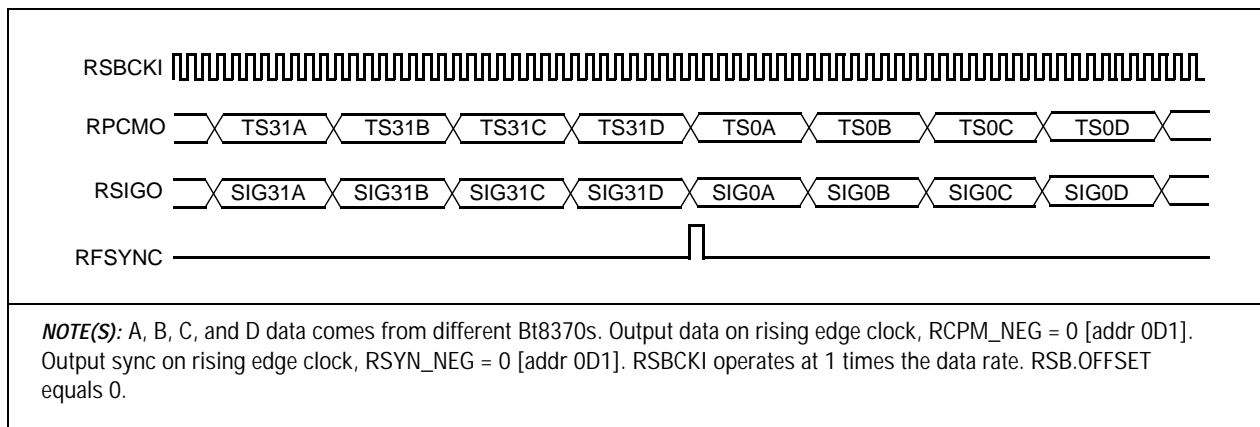 RSBCKI
RPCMO TS31A TS31B TS31C TS31D TS0A TS0B TS0C TS0D
RSIGO SIG31A SIG31B SIG31C SIG31D SIG0A SIG0B SIG0C SIG0D
RFSYNC
NOTE(S): A, B, C, and D data comes from different Bt8370s. Output data on rising edge clock, RCPM_NEG = 0 [addr 0D1].
Output sync on rising edge clock, RSYN_NEG = 0 [addr 0D1]. RSBCKI operates at 1 times the data rate. RSB.OFFSET
equals 0.